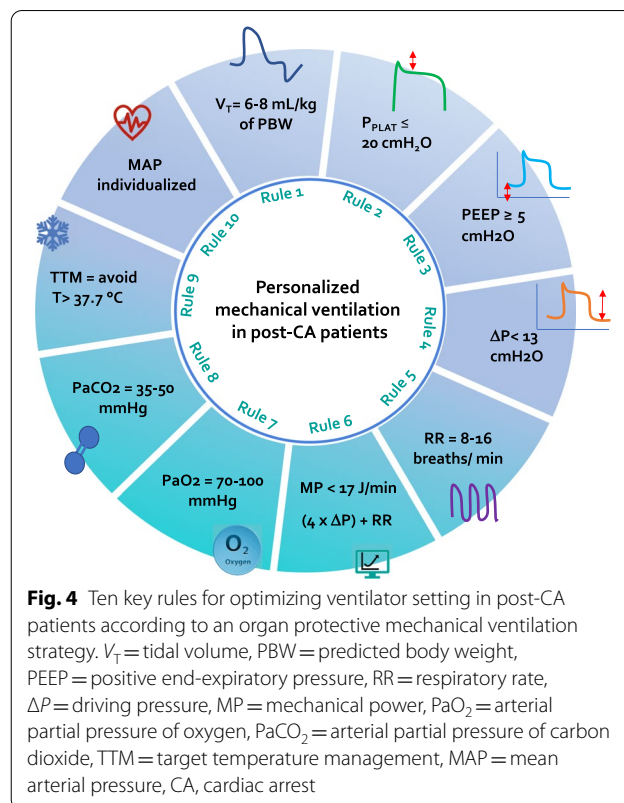 V_T= 6-8 mL/kg
of PBW
P_PLAT ≤
20 cmH₂O
PEEP ≥ 5
cmH2O
ΔP< 13
cmH2O
RR = 8-16
breaths/ min
MP < 17 J/min
(4 x ΔP) + RR
PaO2 = 70-100
mmHg
O₂
Oxygen
PaCO2 = 35-50
mmHg
TTM = avoid
T> 37.7 °C
MAP
individualized
Rule 1
Rule 2
Rule 3
Rule 4
Rule 5
Rule 6
Rule 7
Rule 8
Rule 9
Rule 10
Personalized
mechanical ventilation
in post-CA patients
Fig. 4 Ten key rules for optimizing ventilator setting in post-CA
patients according to an organ protective mechanical ventilation
strategy. V_T = tidal volume, PBW = predicted body weight,
PEEP = positive end-expiratory pressure, RR = respiratory rate,
ΔP = driving pressure, MP = mechanical power, PaO₂ = arterial
partial pressure of oxygen, PaCO₂ = arterial partial pressure of carbon
dioxide, TTM = target temperature management, MAP = mean
arterial pressure, CA, cardiac arrest